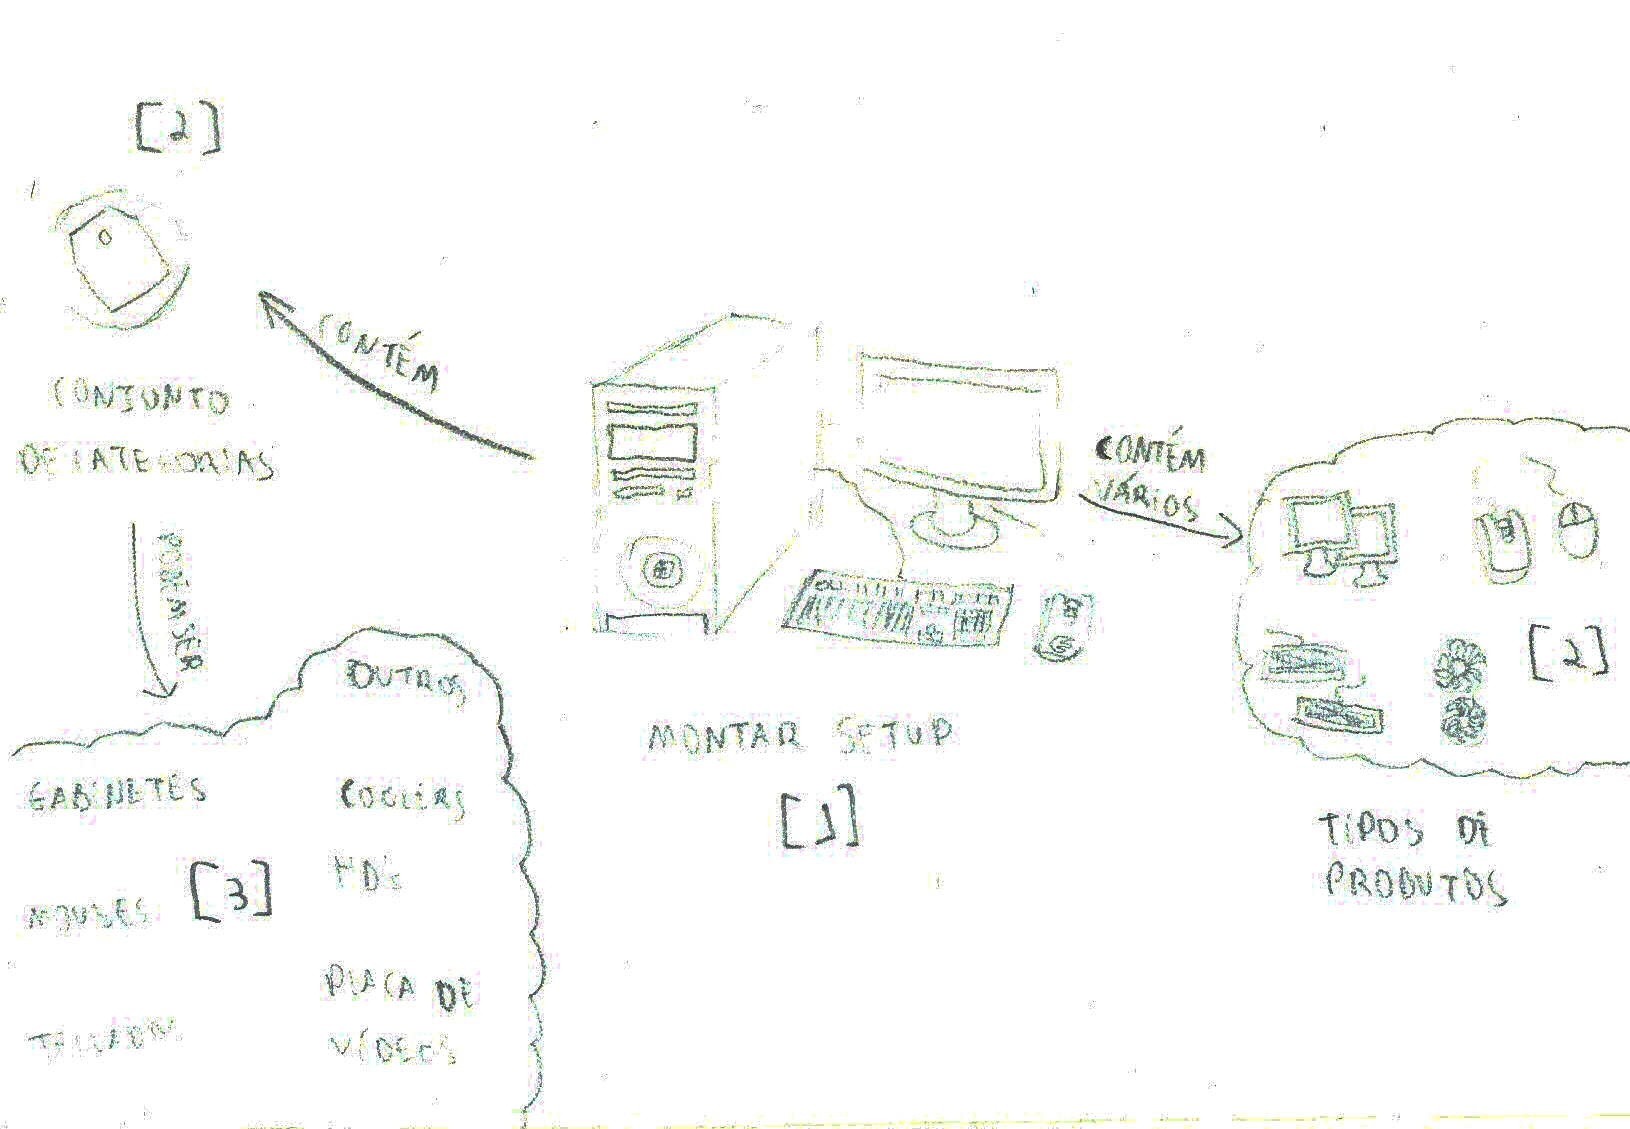 [2]
CONTÉM
CONJUNTO
DE CATEGORIAS
PODEM SER
CONTÉM
VÁRIOS
[2]
OUTROS
MONTAR SETUP
[1]
GABINETES
COOLERS
TIPOS DE
PRODUTOS
HDS
[3]
MOUSES
PLACA DE
VÍDEOS